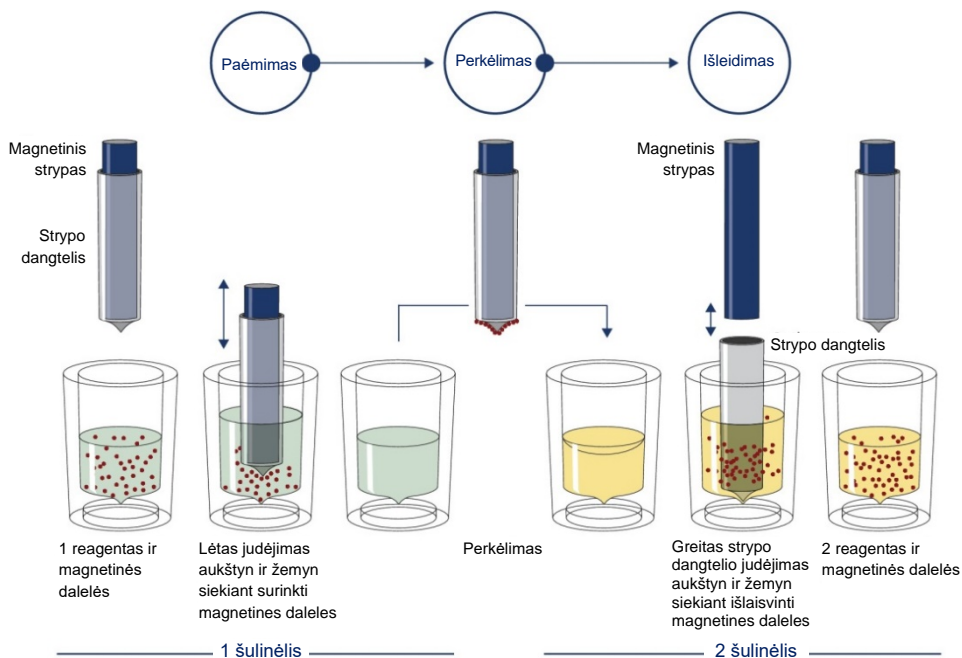 Paėmimas
Perkėlimas
Išleidimas
Magnetinis
strypas
Strypo
dangtelis
Magnetinis
strypas
Strypo dangtelis
1 reagentas ir
magnetinės
dalelės
Lėtas judėjimas
aukštyn ir žemyn
siekiant surinkti
magnetines daleles
Perkėlimas
Greitas strypo
dangtelio judėjimas
aukštyn ir žemyn
siekiant išlaisvinti
magnetines daleles
2 reagentas ir
magnetinės dalelės
1 šulinėlis
2 šulinėlis